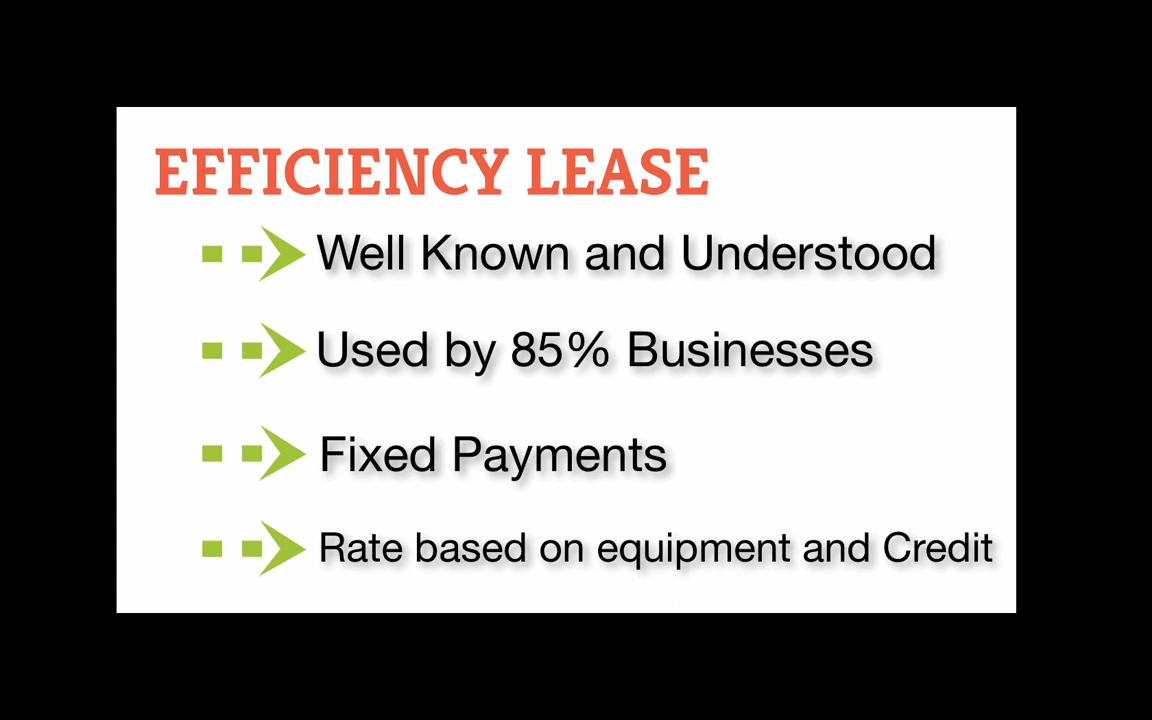 EFFICIENCY LEASE
Well Known and Understood
Used by 85% Businesses
Fixed Payments
Rate based on equipment and Credit